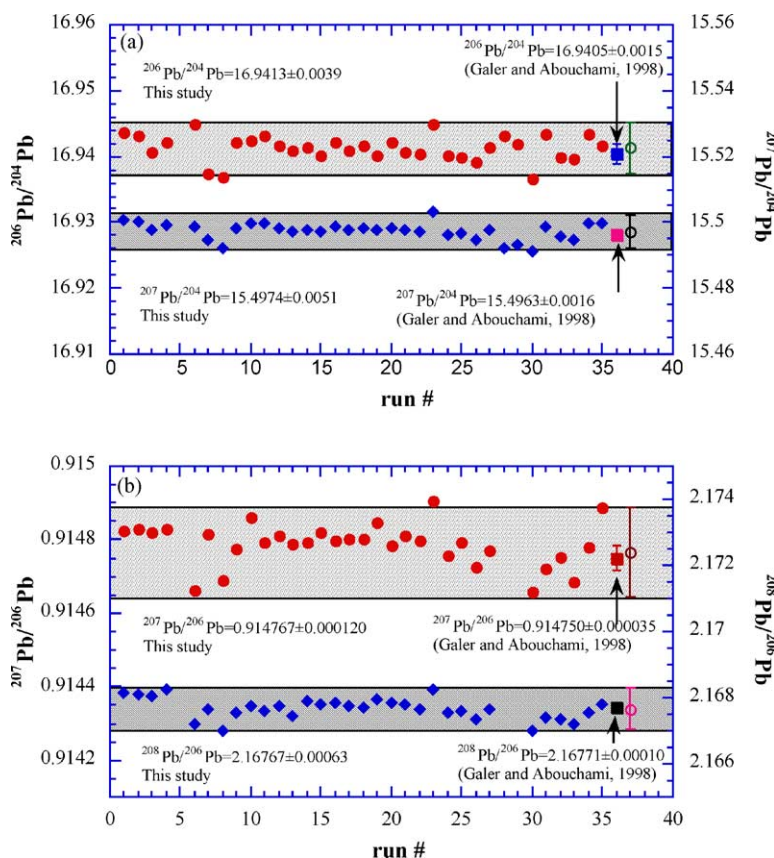 (a)
16.96
16.95
16.94
16.93
16.92
16.91
²⁰⁶Pb/²⁰⁴Pb
²⁰⁶Pb/²⁰⁴Pb=16.9413±0.0039
This study
²⁰⁶Pb/²⁰⁴Pb=16.9405±0.0015
(Galer and Abouchami, 1998)
²⁰⁷Pb/²⁰⁴Pb=15.4974±0.0051
This study
²⁰⁷Pb/²⁰⁴Pb=15.4963±0.0016
(Galer and Abouchami, 1998)
15.56
15.54
15.52
15.5
15.48
15.46
²⁰⁷Pb/²⁰⁴Pb
0 5 10 15 20 25 30 35 40
run #
(b)
0.915
0.9148
0.9146
0.9144
0.9142
²⁰⁷Pb/²⁰⁶Pb
²⁰⁷Pb/²⁰⁶Pb=0.914767±0.000120
This study
²⁰⁷Pb/²⁰⁶Pb=0.914750±0.000035
(Galer and Abouchami, 1998)
²⁰⁸Pb/²⁰⁶Pb=2.16767±0.00063
This study
²⁰⁸Pb/²⁰⁶Pb=2.16771±0.00010
(Galer and Abouchami, 1998)
2.174
2.172
2.17
2.168
2.166
²⁰⁸Pb/²⁰⁶Pb
0 5 10 15 20 25 30 35 40
run #